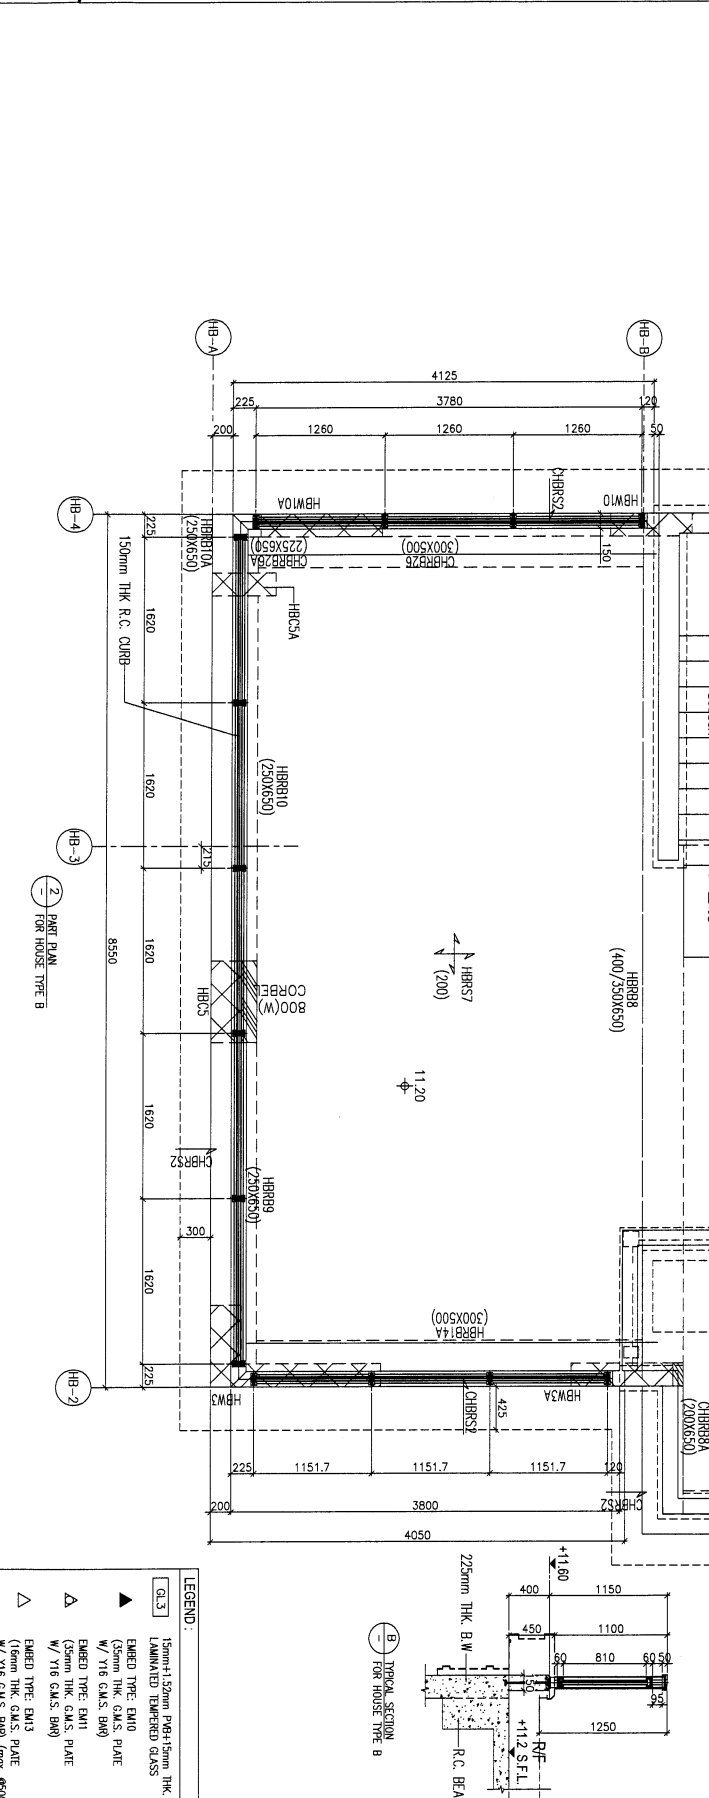 HB-A
HB-B
4125
225
3780
120
1260
1260
1260
200
50
HB-4
HBW10A
CHBRS2
HBW10
225
HBRB10A
(250X650)
CHBRB26A
(225X650)
CHBRB26
(300X500)
150
150mm THK R.C. CURB
HBC5A
1620
1620
HBRB10
(250X650)
HB-3
215
2
-
PART PLAN
FOR HOUSE TYPE B
8550
1620
HBC5
800(W)
CORBEL
HBRS7
(200)
HBRB8
(400/350X650)
11.20
1620
CHBRS2
HBRB9
(250X650)
300
1620
HBRB14A
(300X500)
HB-2
225
HBW3
CHBRS2
HBW3A
425
CHBRB8A
(200X650)
225
1151.7
1151.7
1151.7
120
200
3800
CHBRS2
4050
+11.60
400
1150
450
1100
60
810
60
50
95
50
1250
225mm THK. B.W
R/F
+11.2 S.F.L.
R.C. BEA
B
-
TYPICAL SECTION
FOR HOUSE TYPE B
LEGEND :
GL3
15mm+1.52mm PVB+15mm THK.
LAMINATED TEMPERED GLASS
EMBED TYPE: EM10
(35mm THK. G.M.S. PLATE
W/ Y16 G.M.S. BAR)
EMBED TYPE: EM11
(35mm THK. G.M.S. PLATE
W/ Y16 G.M.S. BAR)
EMBED TYPE: EM13
(16mm THK. G.M.S. PLATE
W/ Y16 G.M.S. BAR)